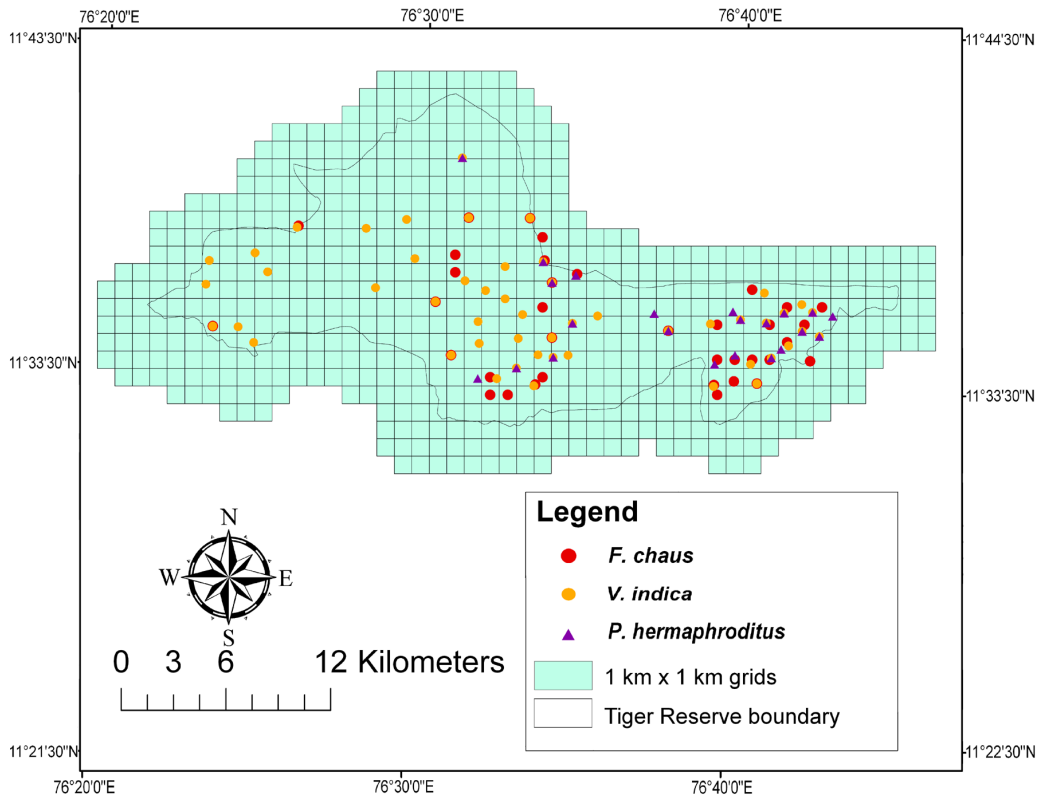 76°20'0"E 76°30'0"E 76°40'0"E
11°43'30"N 11°44'30"N
11°33'30"N
11°33'30"N
N
W E
S
0 3 6 12 Kilometers
Legend
F. chaus
V. indica
P. hermaphroditus
1 km x 1 km grids
Tiger Reserve boundary
11°21'30"N 11°22'30"N
76°20'0"E 76°30'0"E 76°40'0"E